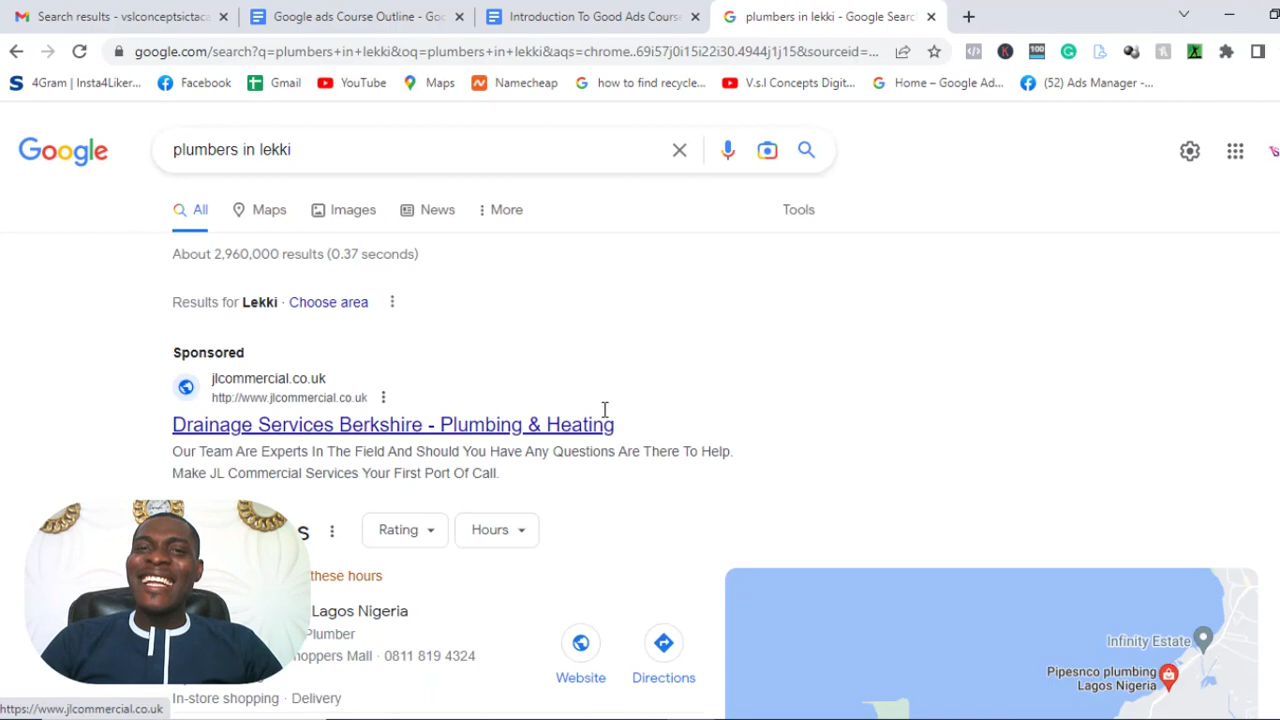 Search results - vslconceptsictace
Google ads Course Outline - Goo
Introduction To Good Ads Course
plumbers in lekki - Google Search
google.com/search?q=plumbers+in+lekki&oq=plumbers+in+lekki&aqs=chrome..69i57j0i15i22i30.4944j1j15&sourceid=...
4Gram | Insta4Liker...
Facebook
Gmail
YouTube
Maps
Namecheap
how to find recycle...
V.s.I Concepts Digit...
Home – Google Ad...
(52) Ads Manager -...
100
Google
plumbers in lekki
All
Maps
Images
News
More
Tools
About 2,960,000 results (0.37 seconds)
Results for Lekki · Choose area
Sponsored
jlcommercial.co.uk
http://www.jlcommercial.co.uk
Drainage Services Berkshire - Plumbing & Heating
Our Team Are Experts In The Field And Should You Have Any Questions Are There To Help.
Make JL Commercial Services Your First Port Of Call.
s
Rating
Hours
these hours
Lagos Nigeria
Plumber
hoppers Mall · 0811 819 4324
In-store shopping · Delivery
Website
Directions
Infinity Estate
Pipesnco plumbing
Lagos Nigeria
https://www.jlcommercial.co.uk